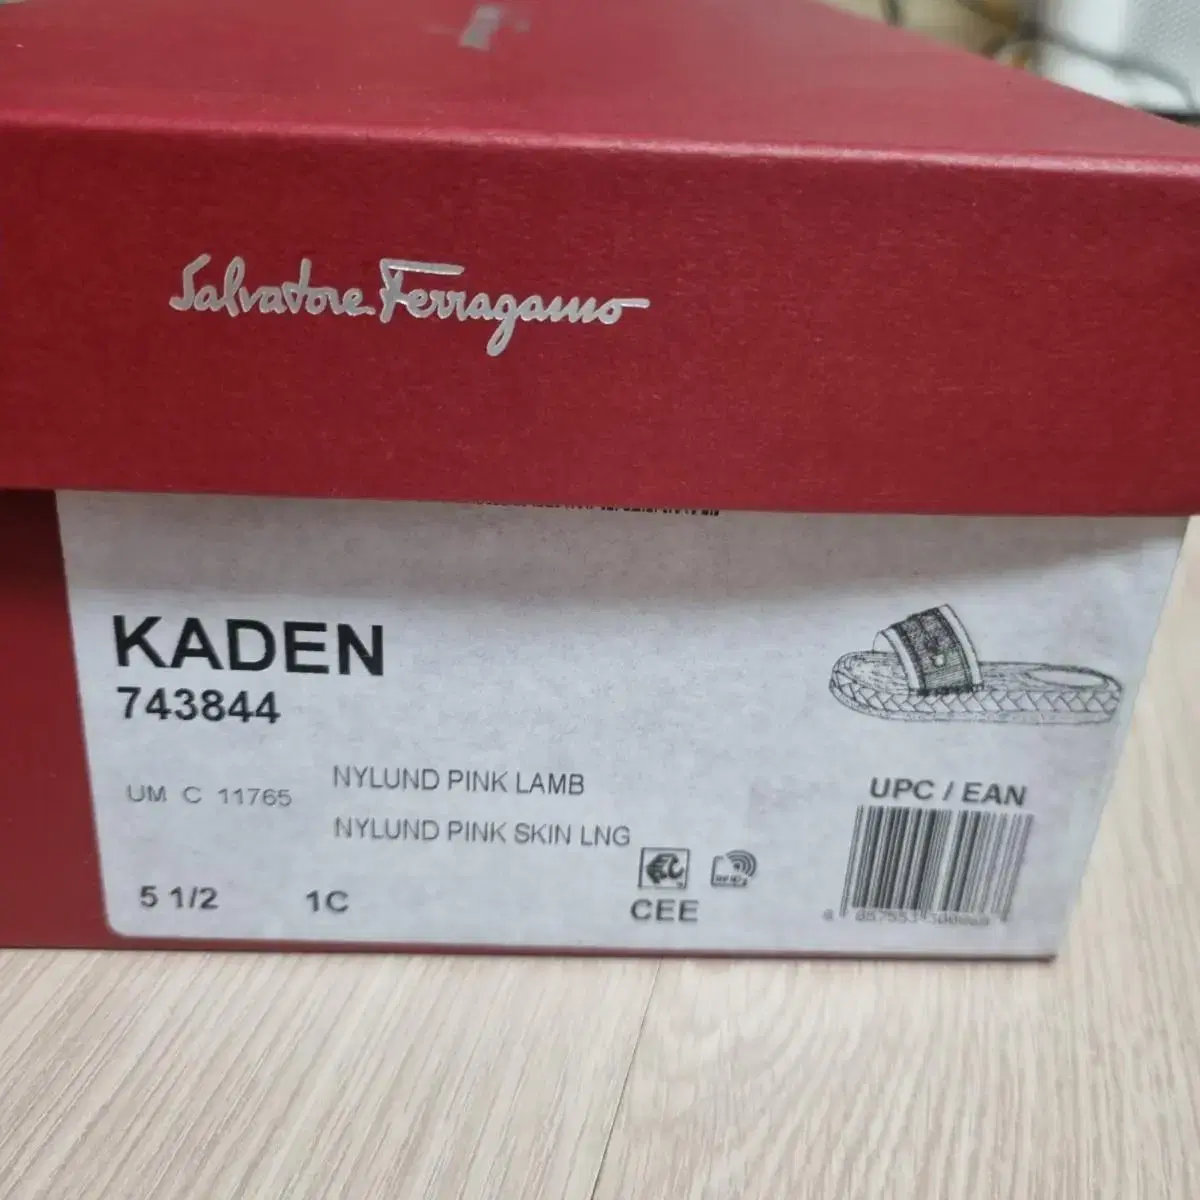 Salvatore Ferragamo
KADEN
743844
UM C 11765
NYLUND PINK LAMB
NYLUND PINK SKIN LNG
5 1/2
1C
CEE
UPC / EAN